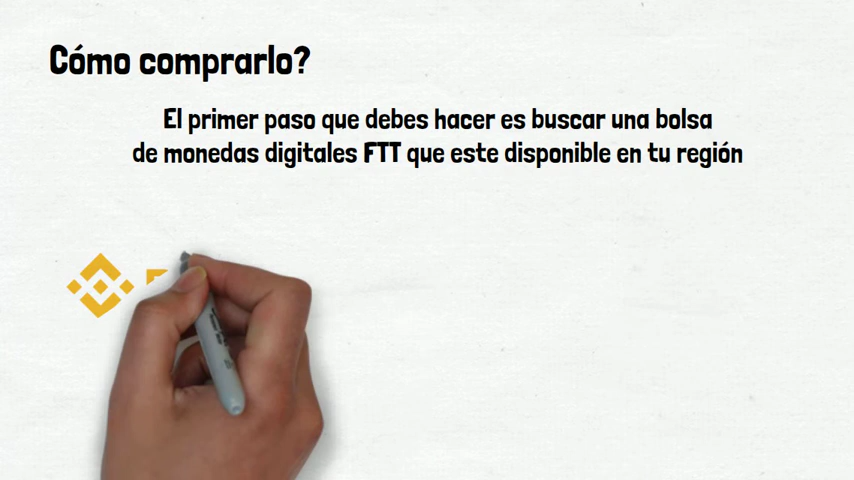 Cómo comprarlo?
El primer paso que debes hacer es buscar una bolsa
de monedas digitales FTT que este disponible en tu región